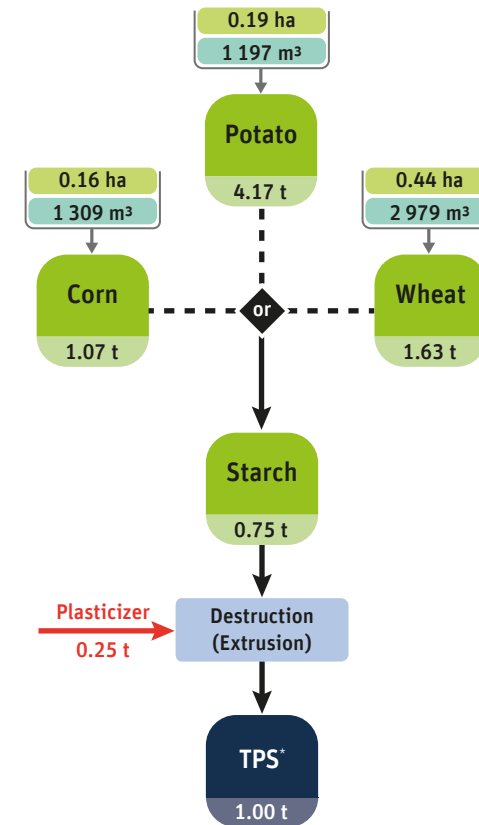 0.19 ha
1 197 m³
Potato
4.17 t
0.16 ha
1 309 m³
Corn
1.07 t
or
0.44 ha
2 979 m³
Wheat
1.63 t
Starch
0.75 t
Plasticizer
0.25 t
Destruction
(Extrusion)
TPS*
1.00 t